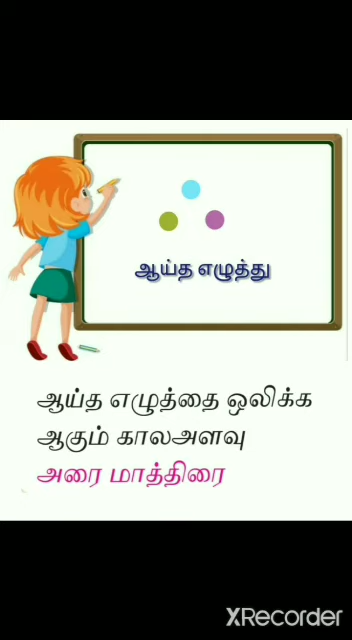 ஆய்த எழுத்து
ஆய்த எழுத்தை ஒலிக்க
ஆகும் காலஅளவு
அரை மாத்திரை
XRecorder